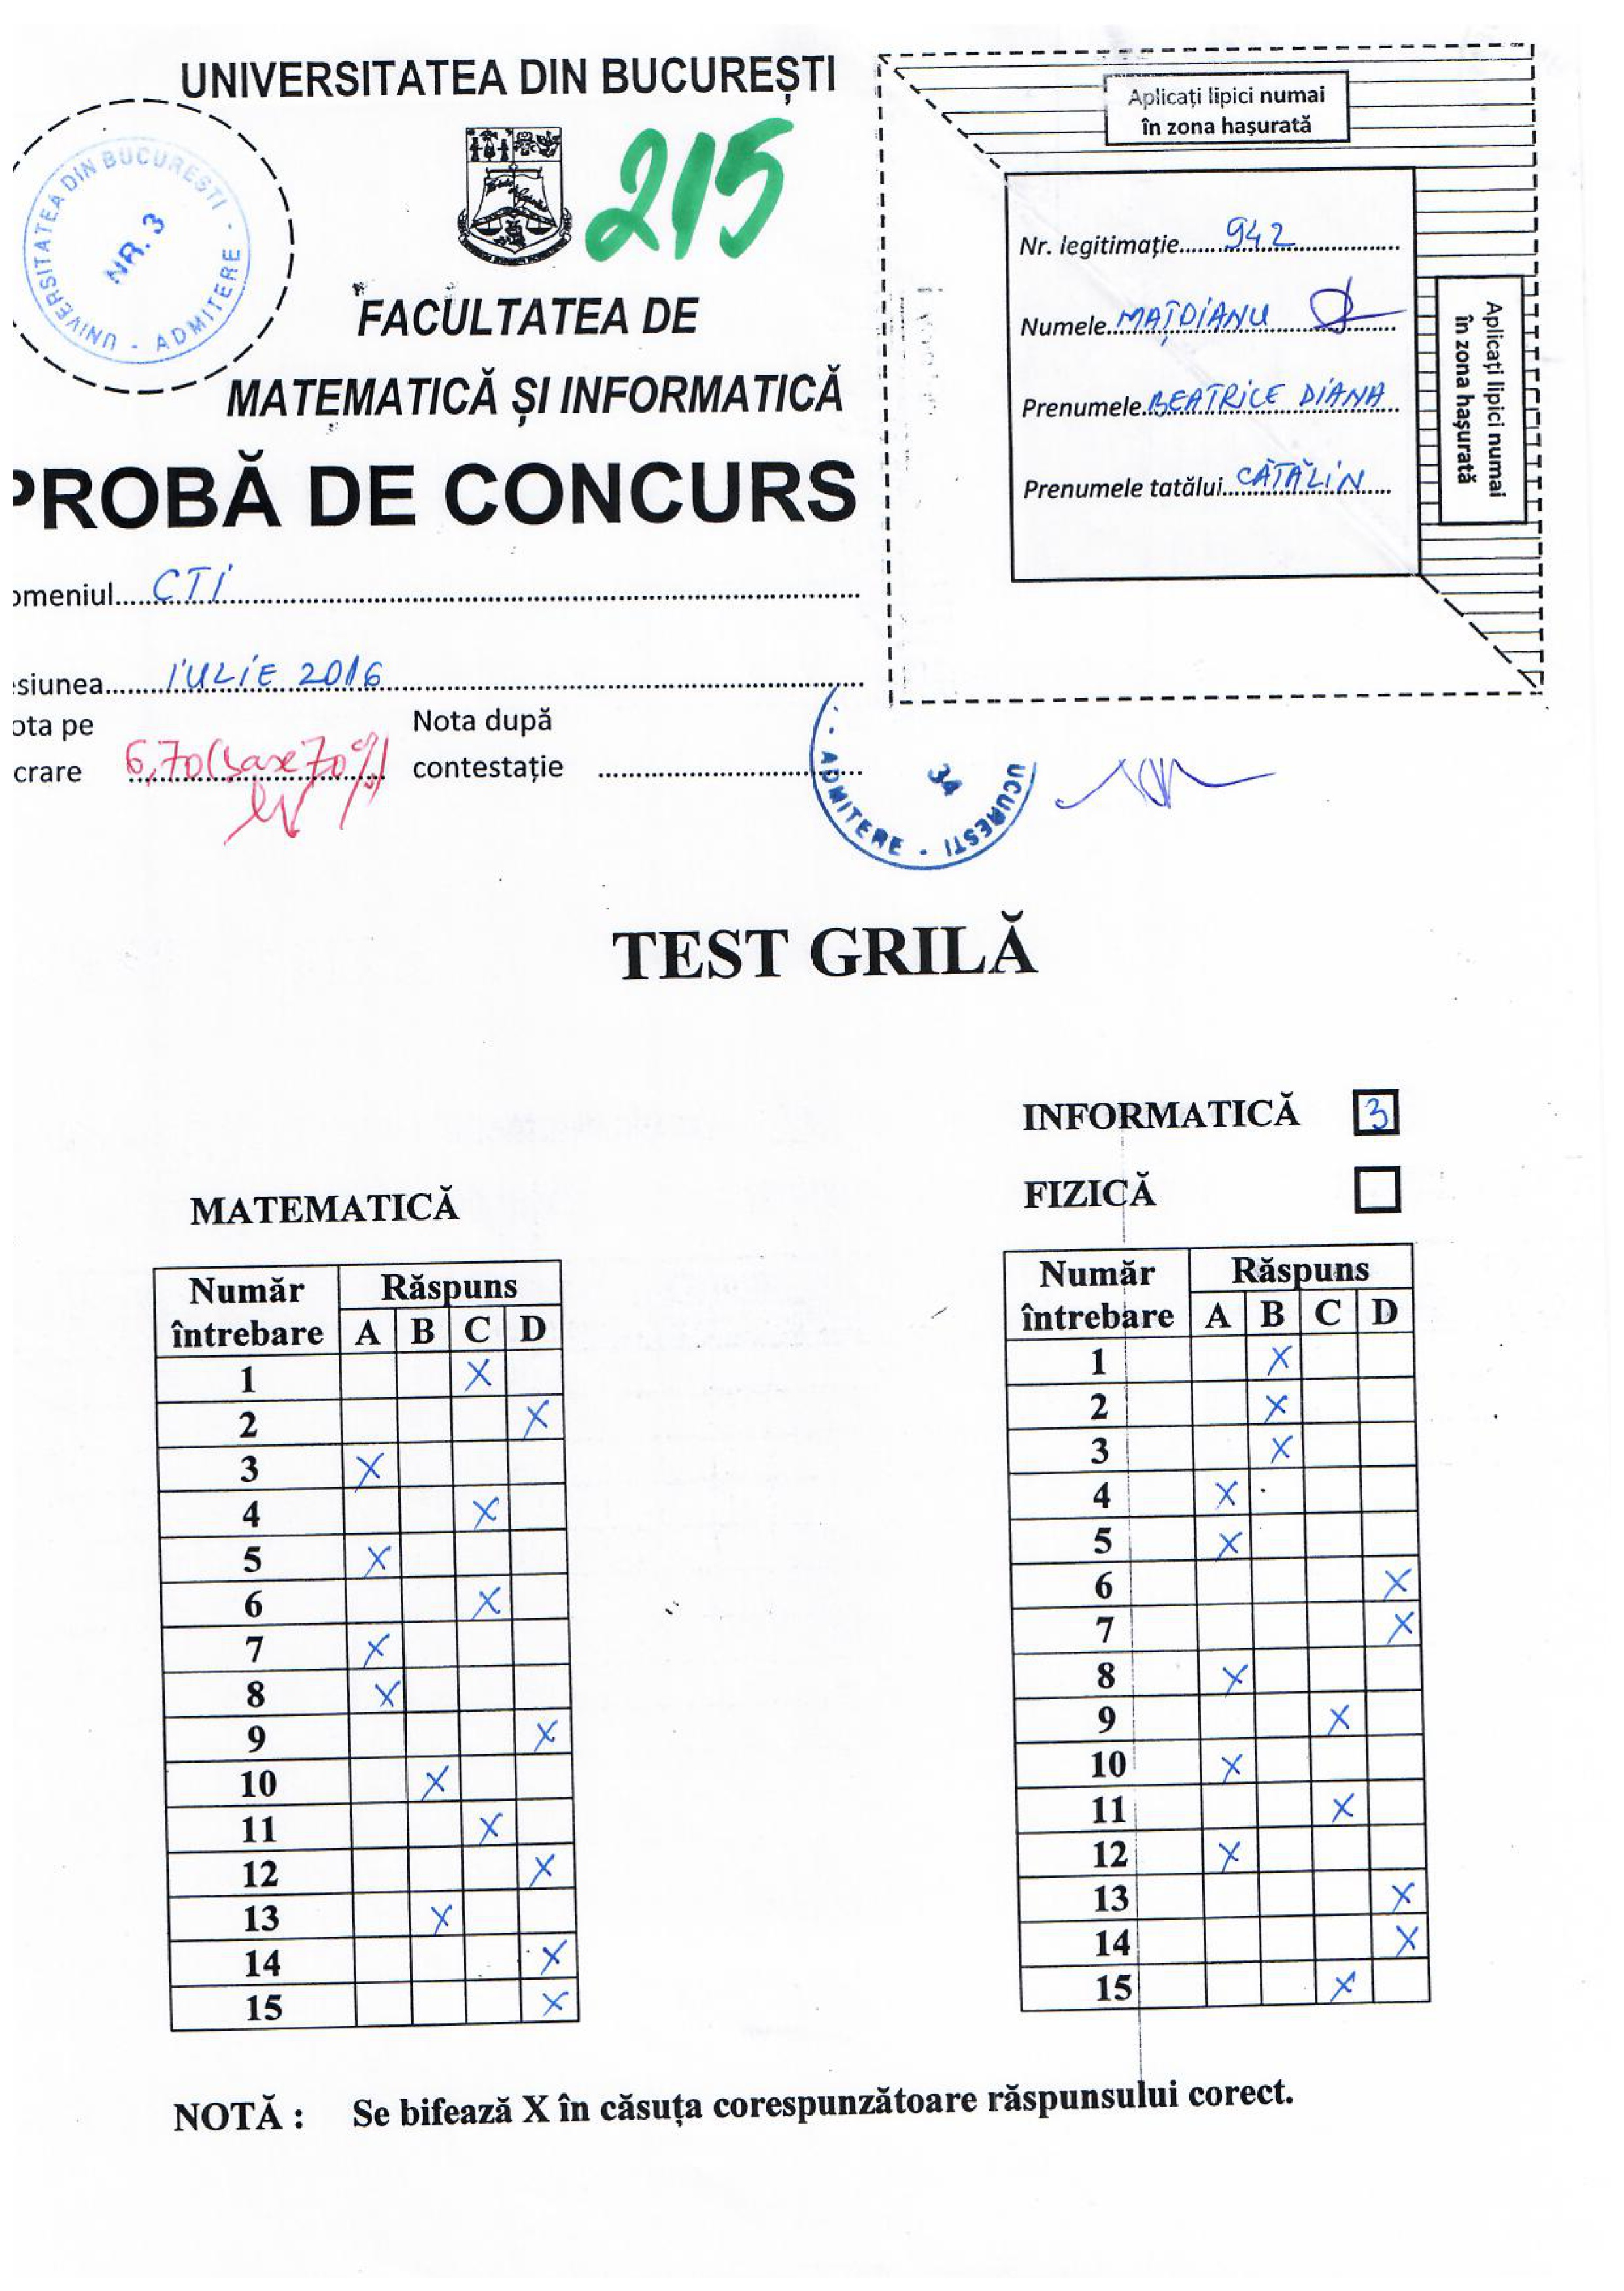 UNIVERSITATEA DIN BUCUREȘTI
UNIVERSITATEA DIN BUCURESTI - ADMITERE -
NR. 3
215
FACULTATEA DE
MATEMATICĂ ȘI INFORMATICĂ
PROBĂ DE CONCURS
omeniul CTI
siunea IULIE 2016
ota pe
crare 6,70 (șase 70%)
Nota după
contestație
Aplicați lipici numai
în zona hașurată
Nr. legitimație 942
Numele MAȚDIANU
Prenumele BEATRICE DIANA
Prenumele tatălui CĂTĂLIN
Aplicați lipici numai
în zona hașurată
UCURESTI - ADMITERE -
34
TEST GRILĂ
INFORMATICĂ 3
FIZICĂ
MATEMATICĂ
Număr întrebare Răspuns
A B C D
1 X
2 X
3 X
4 X
5 X
6 X
7 X
8 X
9 X
10 X
11 X
12 X
13 X
14 X
15 X
Număr întrebare Răspuns
A B C D
1 X
2 X
3 X
4 X
5 X
6 X
7 X
8 X
9 X
10 X
11 X
12 X
13 X
14 X
15 X
NOTĂ : Se bifează X în căsuța corespunzătoare răspunsului corect.